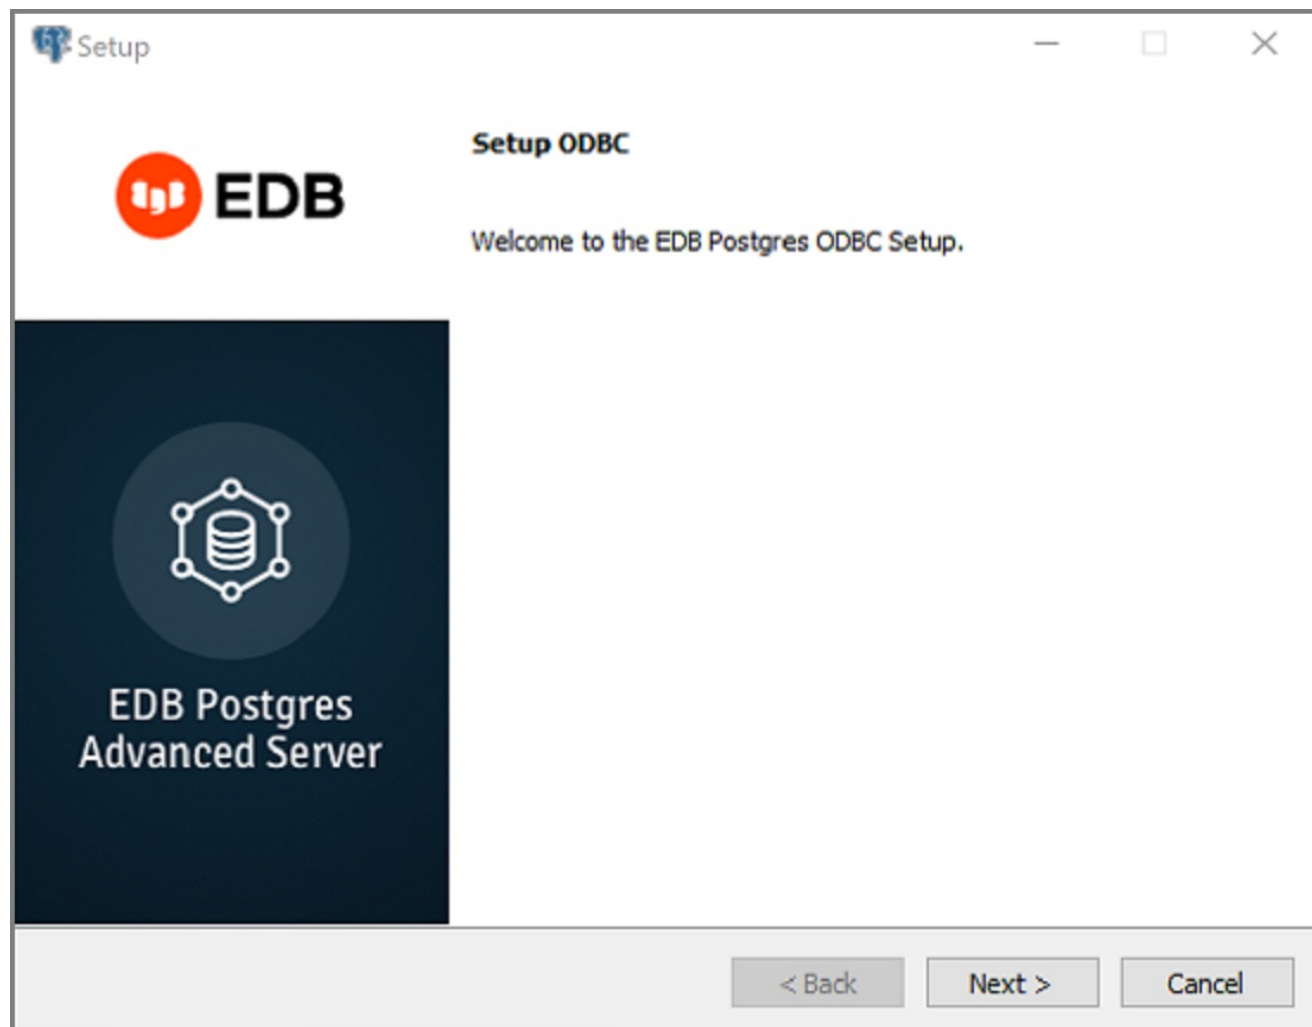 Setup
EDB
Setup ODBC
Welcome to the EDB Postgres ODBC Setup.
EDB Postgres
Advanced Server
< Back
Next >
Cancel